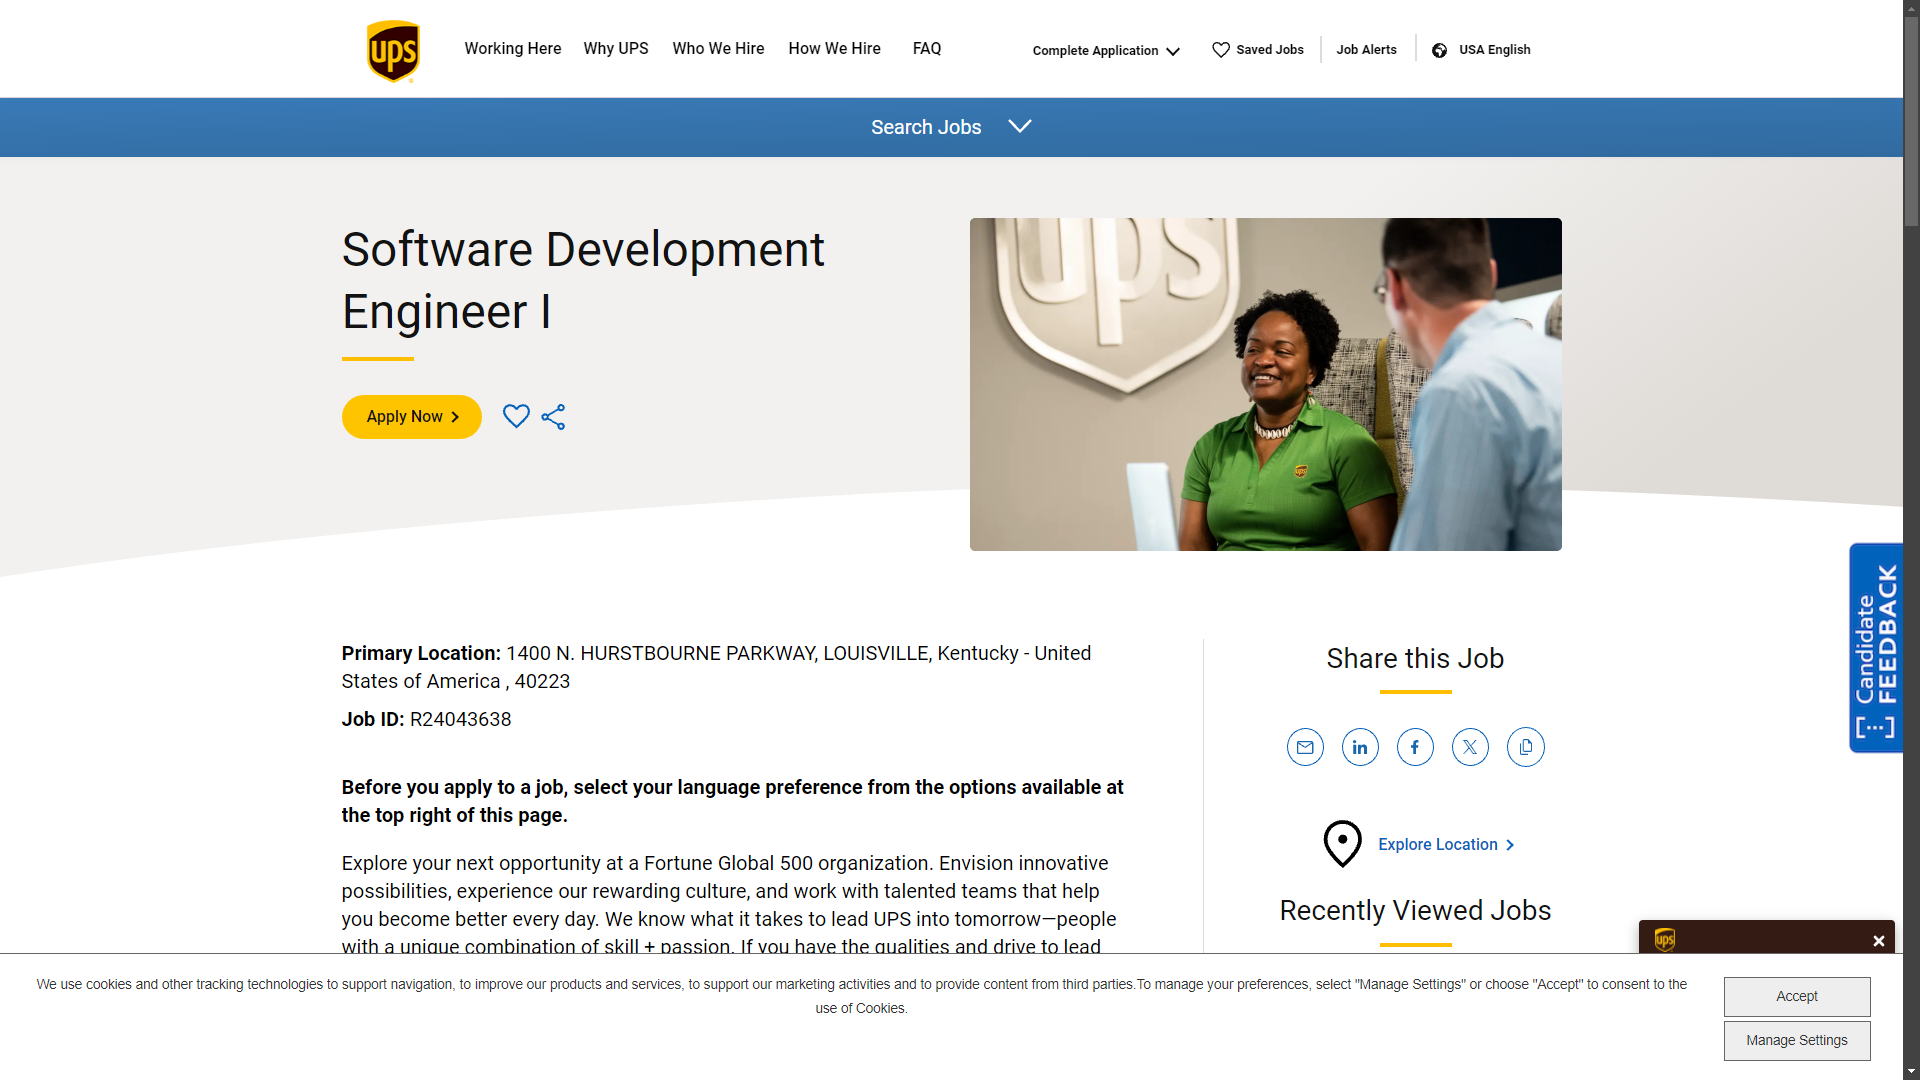 ups
Working Here
Why UPS
Who We Hire
How We Hire
FAQ
Complete Application
Saved Jobs
Job Alerts
USA English
Search Jobs
Software Development
Engineer I
Apply Now
ups
ups
Primary Location: 1400 N. HURSTBOURNE PARKWAY, LOUISVILLE, Kentucky - United
States of America , 40223
Job ID: R24043638
Before you apply to a job, select your language preference from the options available at
the top right of this page.
Explore your next opportunity at a Fortune Global 500 organization. Envision innovative
possibilities, experience our rewarding culture, and work with talented teams that help
you become better every day. We know what it takes to lead UPS into tomorrow—people
with a unique combination of skill + passion. If you have the qualities and drive to lead
Share this Job
in
f
X
Explore Location
Recently Viewed Jobs
Candidate
FEEDBACK
[...]
ups
We use cookies and other tracking technologies to support navigation, to improve our products and services, to support our marketing activities and to provide content from third parties.To manage your preferences, select "Manage Settings" or choose "Accept" to consent to the
use of Cookies.
Accept
Manage Settings